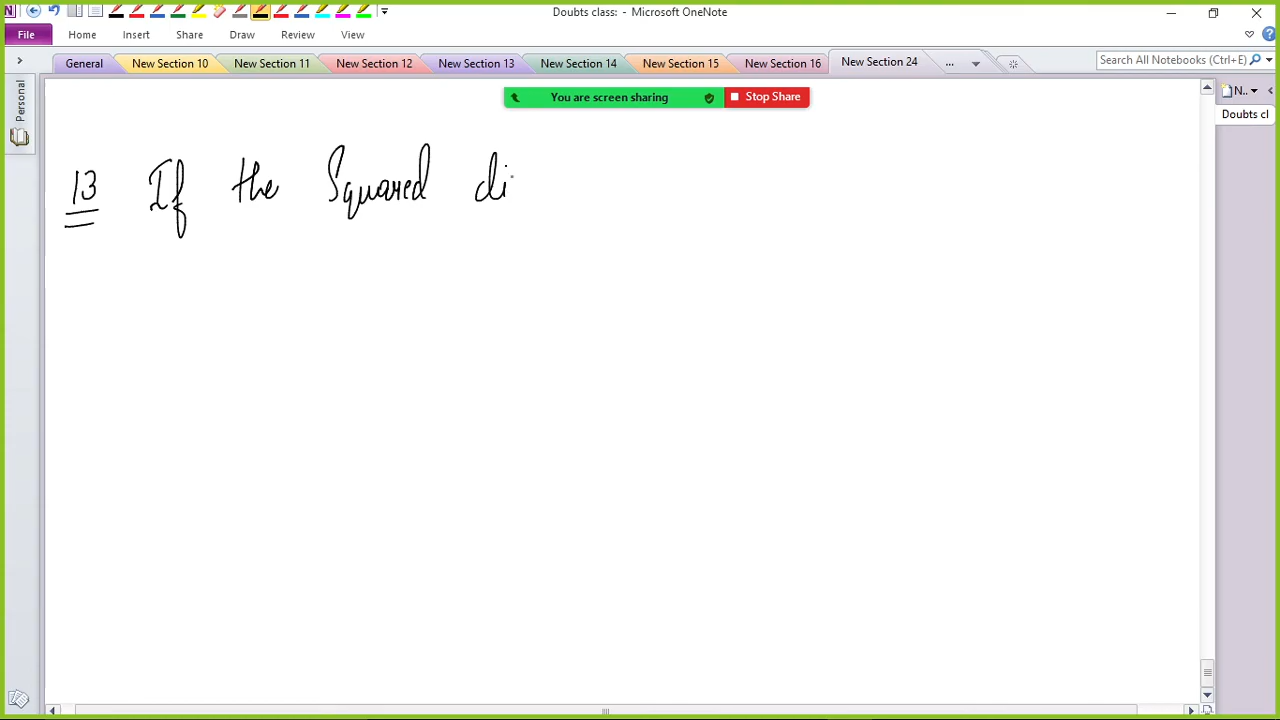 Doubts class: - Microsoft OneNote
File Home Insert Share Draw Review View
General New Section 10 New Section 11 New Section 12 New Section 13 New Section 14 New Section 15 New Section 16 New Section 24 ... Search All Notebooks (Ctrl+E)
Personal
N..
You are screen sharing Stop Share
Doubts cl
13 If the Squared di